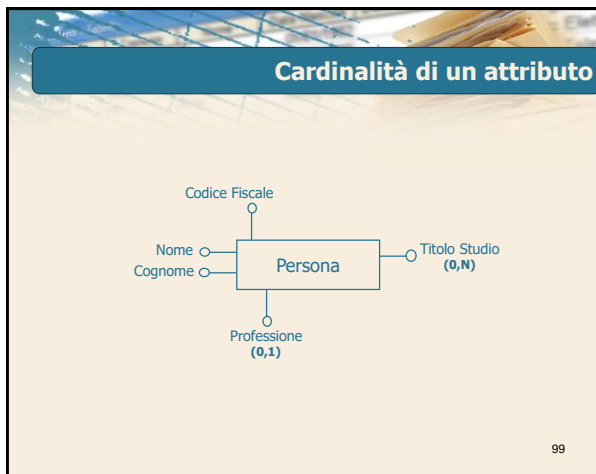 Cardinalità di un attributo
Codice Fiscale
Nome
Cognome
Persona
Titolo Studio
(0,N)
Professione
(0,1)
99